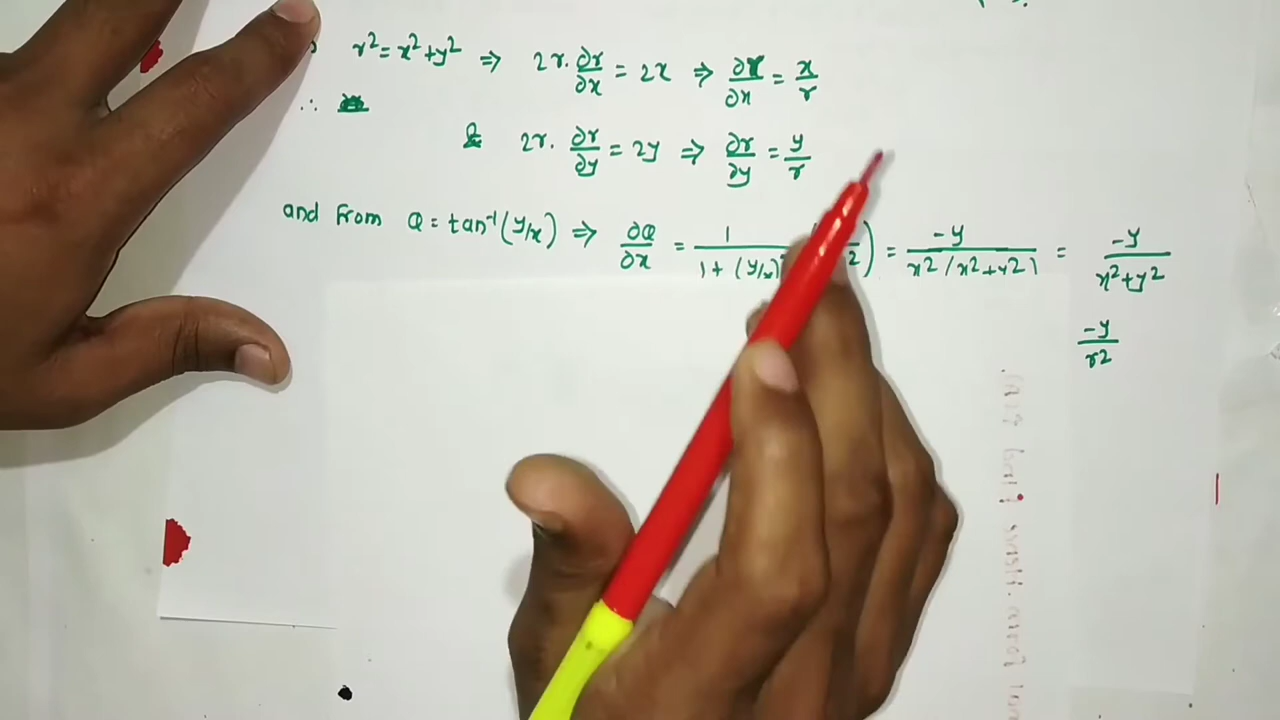 r² = x² + y² ⇒ 2r. ∂r/∂x = 2x ⇒ ∂r/∂x = x/r
∴
& 2r. ∂r/∂y = 2y ⇒ ∂r/∂y = y/r
and From Q = tan⁻¹(y/x) ⇒ ∂Q/∂x = 1/(1 + (y/x) 2) = -y/x²(x²+y²) = -y/x²+y²
-y/r²